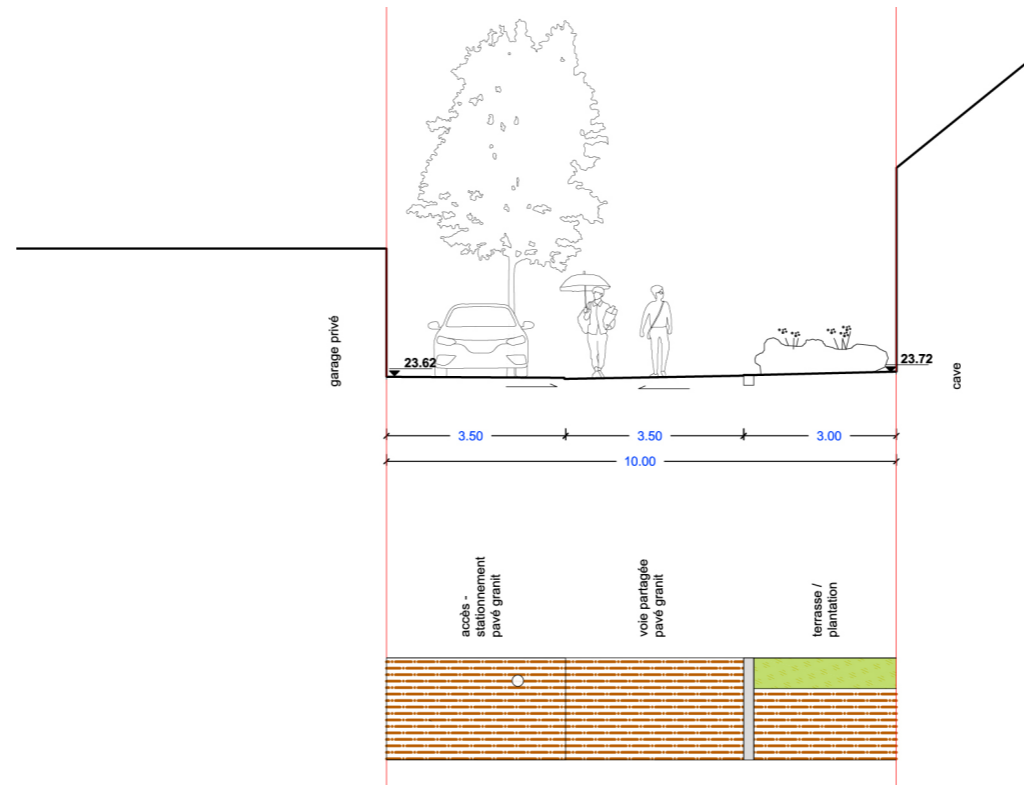 garage privé
23.62
23.72
cave
3.50
3.50
3.00
10.00
accès -
stationnement
pavé granit
voie partagée
pavé granit
terrasse /
plantation